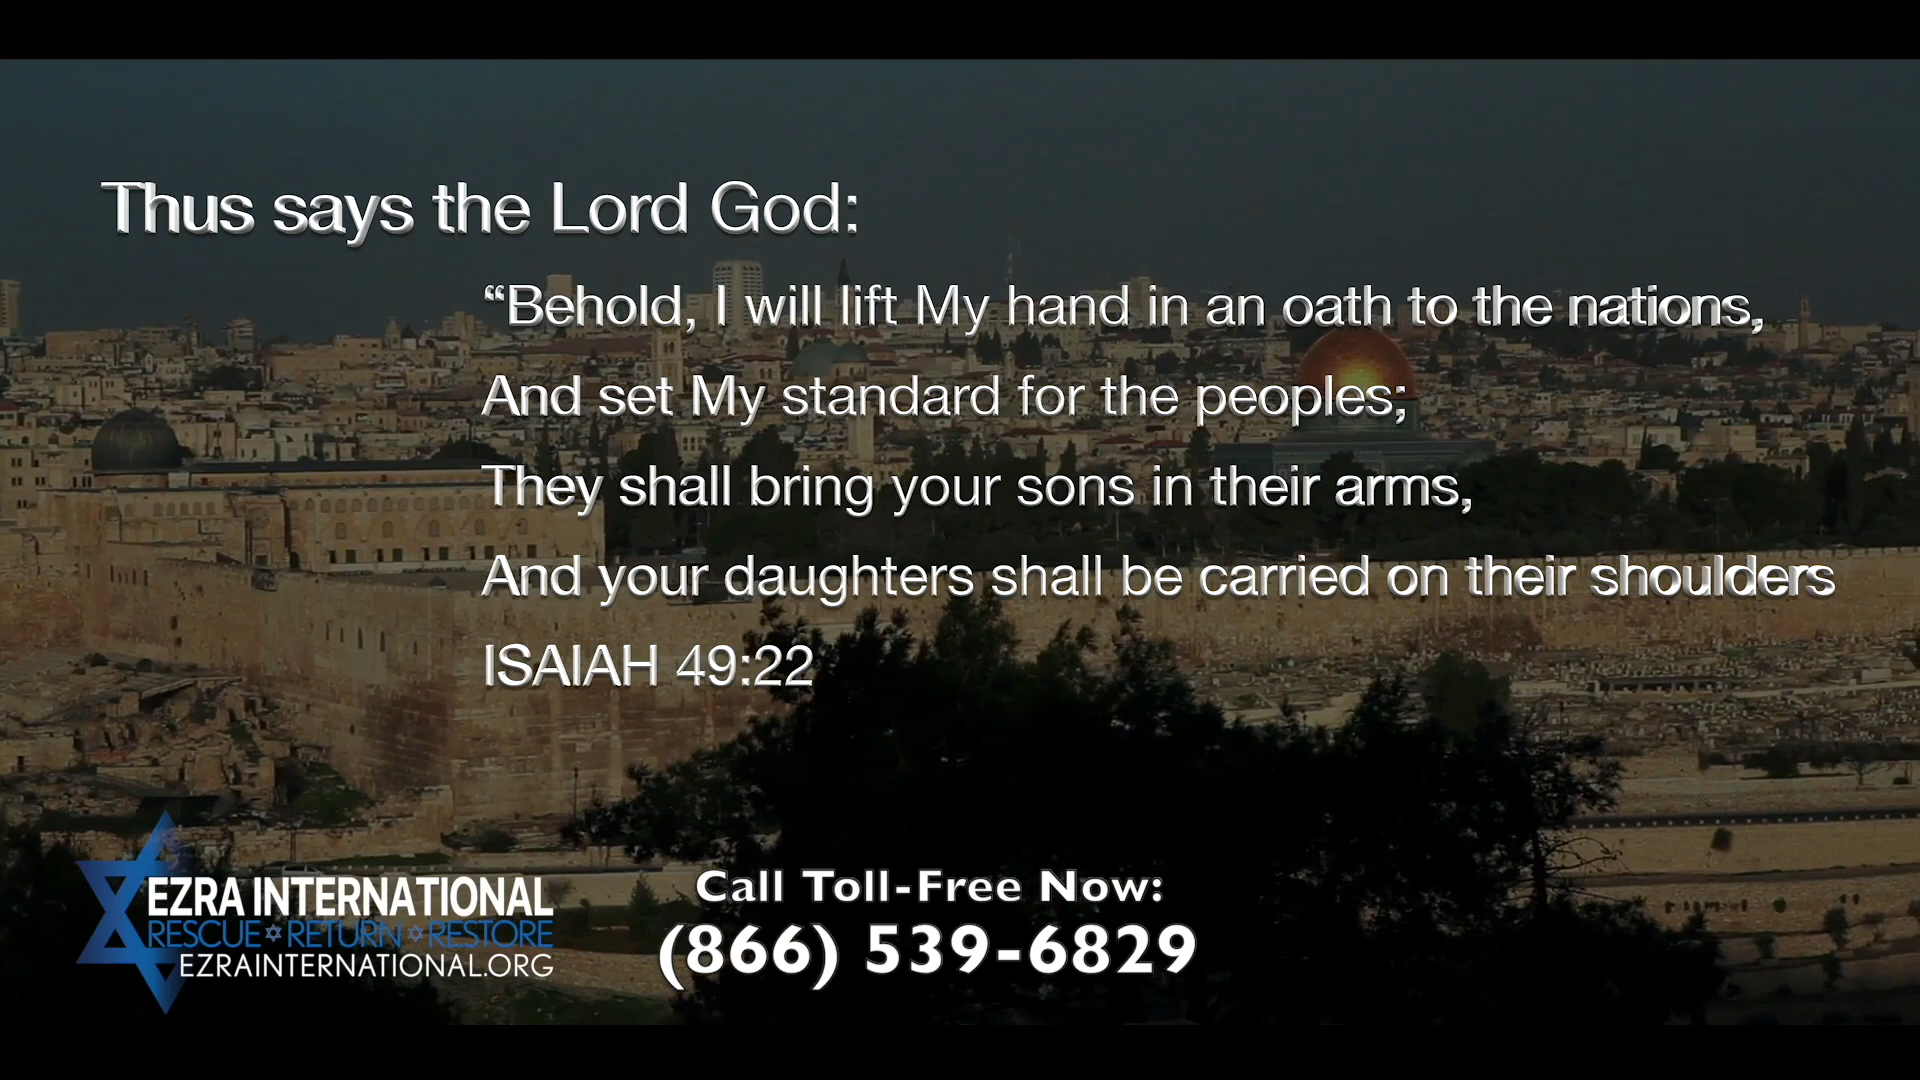 Thus says the Lord God:
“Behold, I will lift My hand in an oath to the nations,
And set My standard for the peoples;
They shall bring your sons in their arms,
And your daughters shall be carried on their shoulders
ISAIAH 49:22
EZRA INTERNATIONAL
RESCUE✡RETURN✡RESTORE
EZRAINTERNATIONAL.ORG
Call Toll-Free Now:
(866) 539-6829